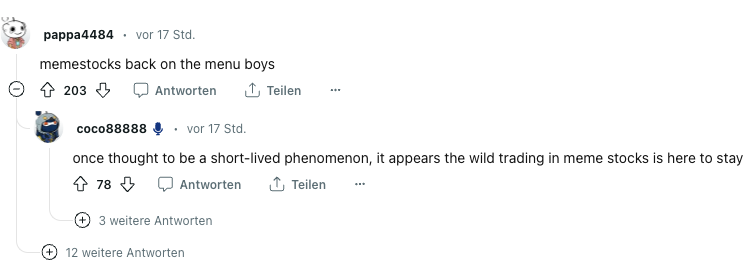 pappa4484 · vor 17 Std.
memestocks back on the menu boys
203 Antworten Teilen ···
coco88888 · vor 17 Std.
once thought to be a short-lived phenomenon, it appears the wild trading in meme stocks is here to stay
78 Antworten Teilen ···
3 weitere Antworten
12 weitere Antworten